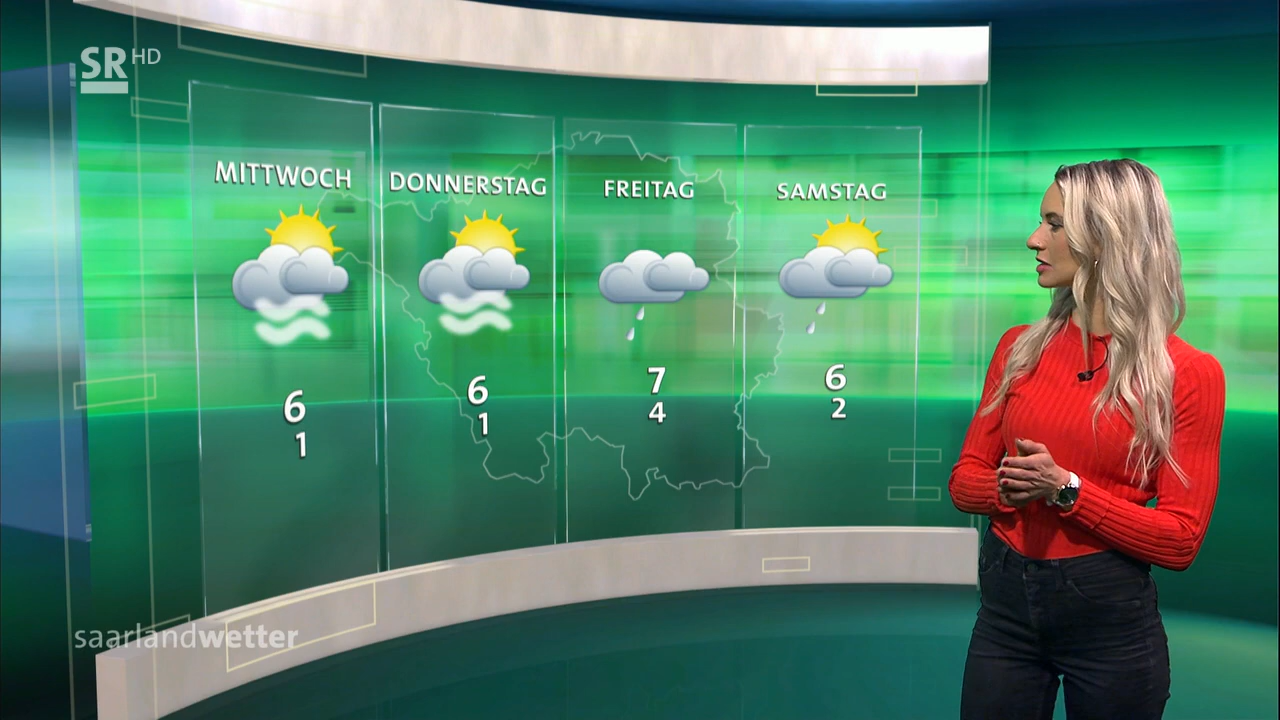 SR HD
MITTWOCH
DONNERSTAG
FREITAG
SAMSTAG
6
1
6
1
7
4
6
2
saarlandwetter